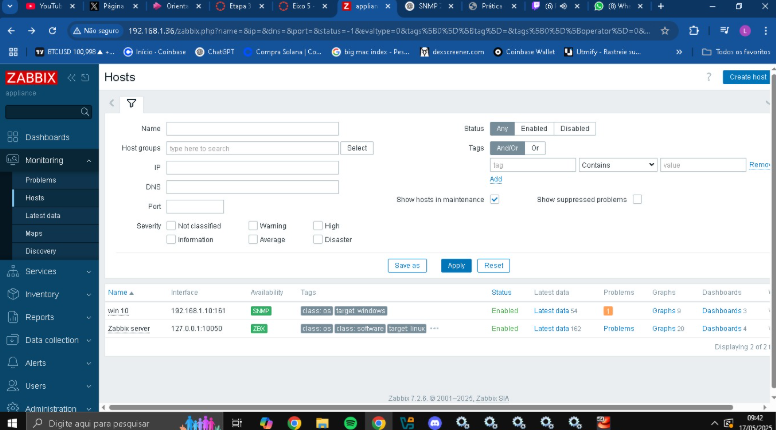 YouTub
Página
Orienta
Etapa
Eixo 5 -
applian
SNMP
Prática
(6)
(8) Wha
Não seguro
192.168.1.36/zabbix.php?name=&ip=&dns=&port=&status=-1&evaltype=0&tags%5B0%5D%5Btag%5D=&tags%5B0%5D%5Boperator%5D=0&...
BTCUSD 100,998 ▲ +...
Início - Coinbase
ChatGPT
Compra Solana | Co...
big mac index - Pes...
dexscreener.com
Coinbase Wallet
Utmify - Rastreie su...
»
Todos os favoritos
ZABBIX
appliance
Hosts
?
Create host
Dashboards
Monitoring
Problems
Hosts
Latest data
Maps
Discovery
Services
Inventory
Reports
Data collection
Alerts
Users
Administration
Name
Status Any Enabled Disabled
Host groups type here to search Select
Tags And/Or Or
IP
tag Contains value Remov
DNS
Add
Port
Show hosts in maintenance
Show suppressed problems
Severity Not classified Warning High
Information Average Disaster
Save as Apply Reset
Name ▲ Interface Availability Tags Status Latest data Problems Graphs Dashboards
win 10 192.168.1.10:161 SNMP class: os target: windows Enabled Latest data 54 1 Graphs 9 Dashboards 3
Zabbix server 127.0.0.1:10050 ZBX class: os class: software target: linux ··· Enabled Latest data 162 Problems Graphs 20 Dashboards 4
Displaying 2 of 2 f
Zabbix 7.2.6. © 2001–2025, Zabbix SIA
Digite aqui para pesquisar
09:42
17/05/2025